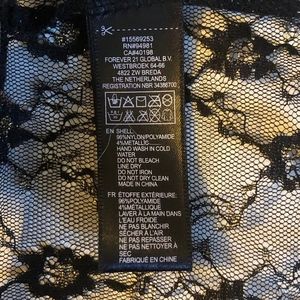 #15569253
RN#94981
CA#40198
FOREVER 21 GLOBAL B.V.
WESTBROEK 64-66
4822 ZW BREDA
THE NETHERLANDS
REGISTRATION NBR 34386700
EN: SHELL:
96%NYLON/POLYAMIDE
4%METALLIC
HAND WASH IN COLD
WATER
DO NOT BLEACH
LINE DRY
DO NOT IRON
DO NOT DRY CLEAN
MADE IN CHINA
FR: ÉTOFFE EXTÉRIEURE:
96%POLYAMIDE
4%MÉTALLIQUE
LAVER À LA MAIN DANS
L'EAU FROIDE
NE PAS BLANCHIR
SÉCHER À L'AIR
NE PAS REPASSER
NE PAS NETTOYER À
SEC
FABRIQUÉ EN CHINE